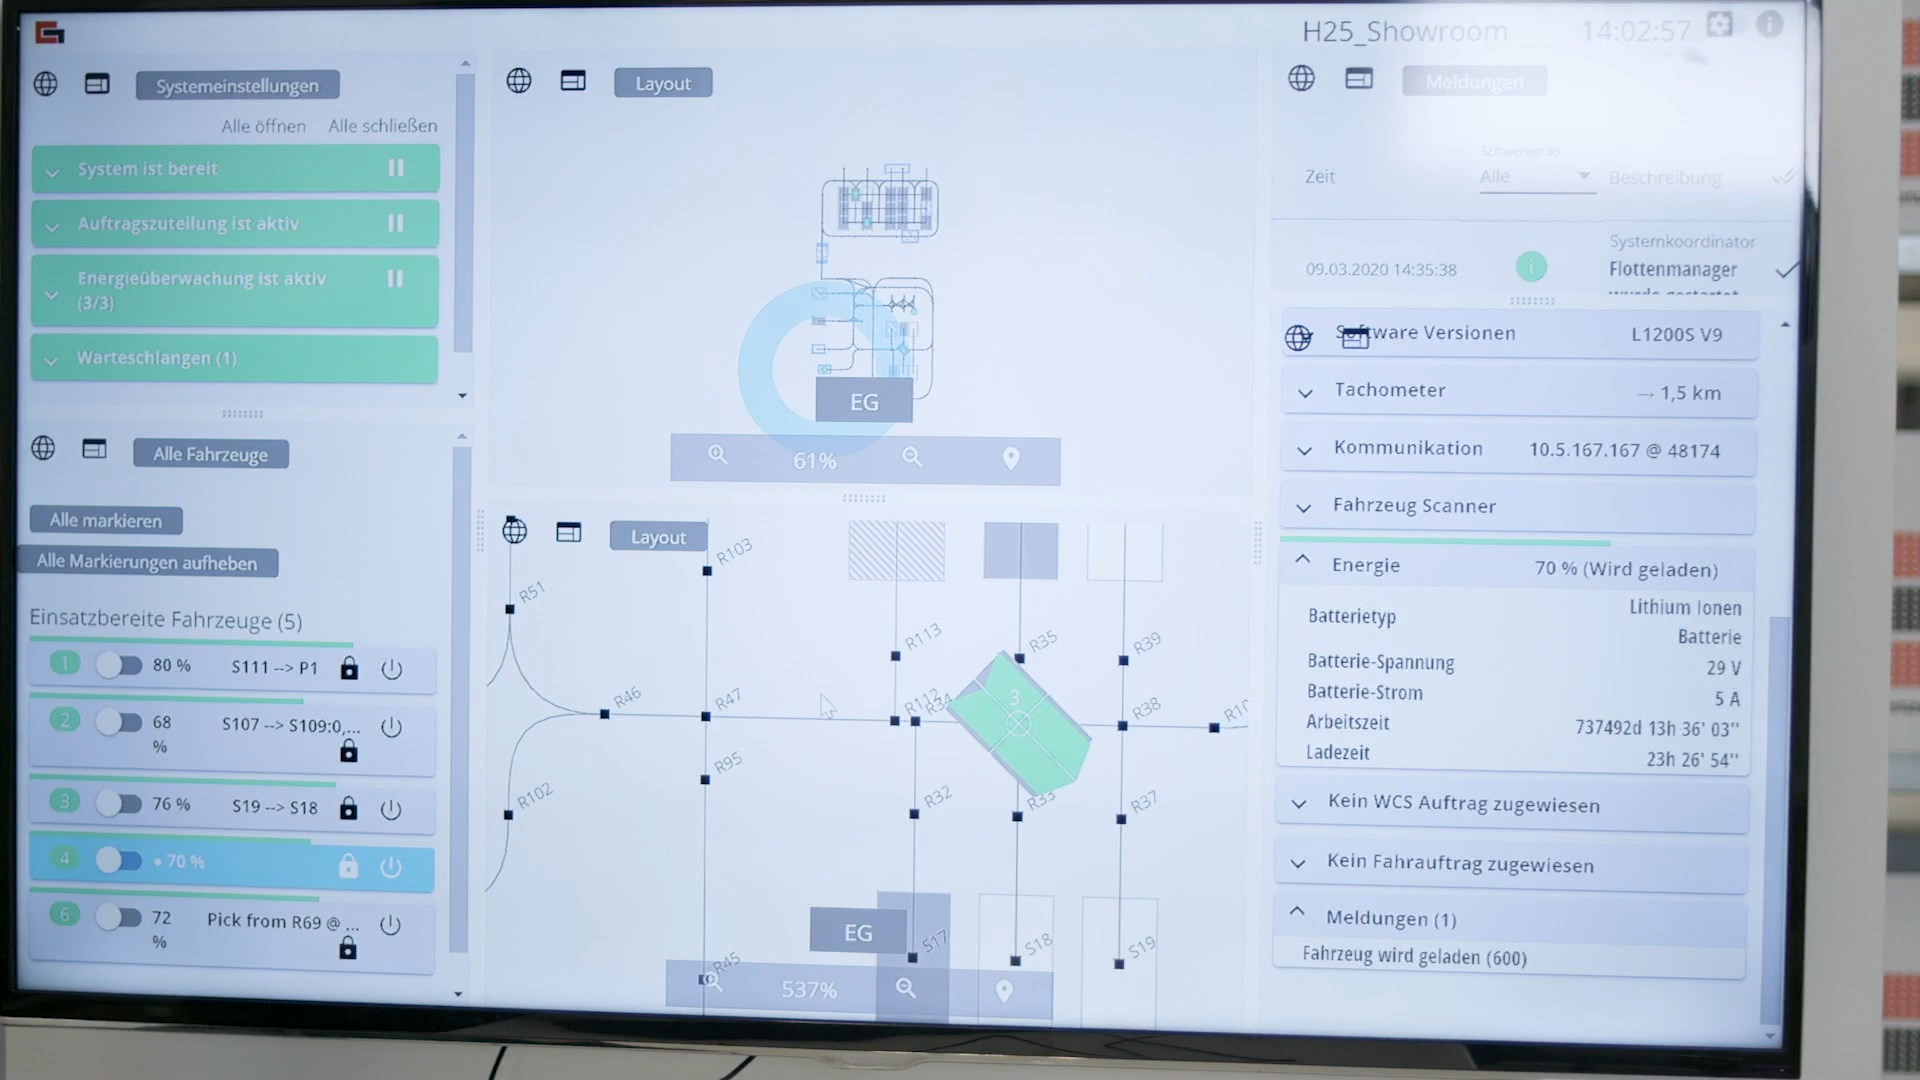 H25_Showroom 14:02:57
Systemeinstellungen
Alle öffnen Alle schließen
System ist bereit
Auftragszuteilung ist aktiv
Energieüberwachung ist aktiv
(3/3)
Warteschlangen (1)
Alle Fahrzeuge
Alle markieren
Alle Markierungen aufheben
Einsatzbereite Fahrzeuge (5)
1 80 % S111 --> P1
2 68 % S107 --> S109:0,...
3 76 % S19 --> S18
4 • 70 %
6 72 % Pick from R69 @ ...
Layout
EG
61%
Layout
R103
R51
R113
R35
R39
R46
R47
R112
R34
3
R38
R95
R102
R32
R33
R37
EG
S17
S18
S19
R45
537%
Meldungen
Schweregrad
Zeit Alle Beschreibung
Systemkoordinator
09.03.2020 14:35:38 Flottenmanager
wurde gestartet
Software Versionen L1200S V9
Tachometer → 1,5 km
Kommunikation 10.5.167.167 @ 48174
Fahrzeug Scanner
Energie 70 % (Wird geladen)
Batterietyp Lithium Ionen
Batterie
Batterie-Spannung 29 V
Batterie-Strom 5 A
Arbeitszeit 737492d 13h 36' 03''
Ladezeit 23h 26' 54''
Kein WCS Auftrag zugewiesen
Kein Fahrauftrag zugewiesen
Meldungen (1)
Fahrzeug wird geladen (600)